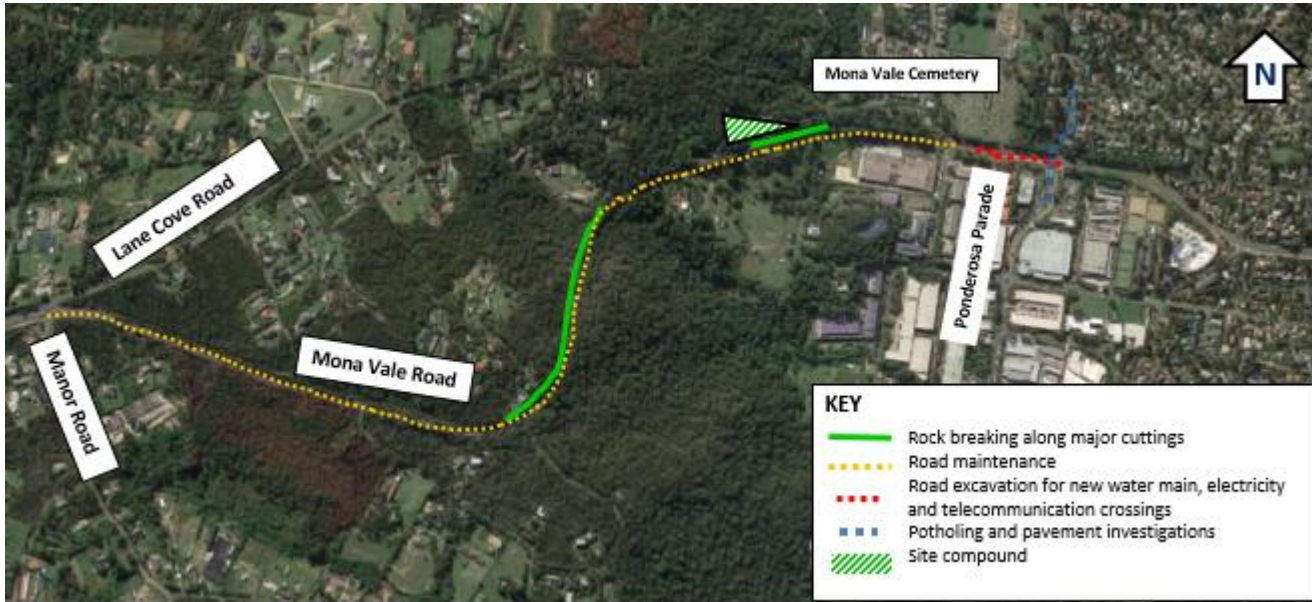 Mona Vale Cemetery
N
Lane Cove Road
Ponderosa Parade
Mona Vale Road
Manor Road
KEY
Rock breaking along major cuttings
Road maintenance
Road excavation for new water main, electricity
and telecommunication crossings
Potholing and pavement investigations
Site compound